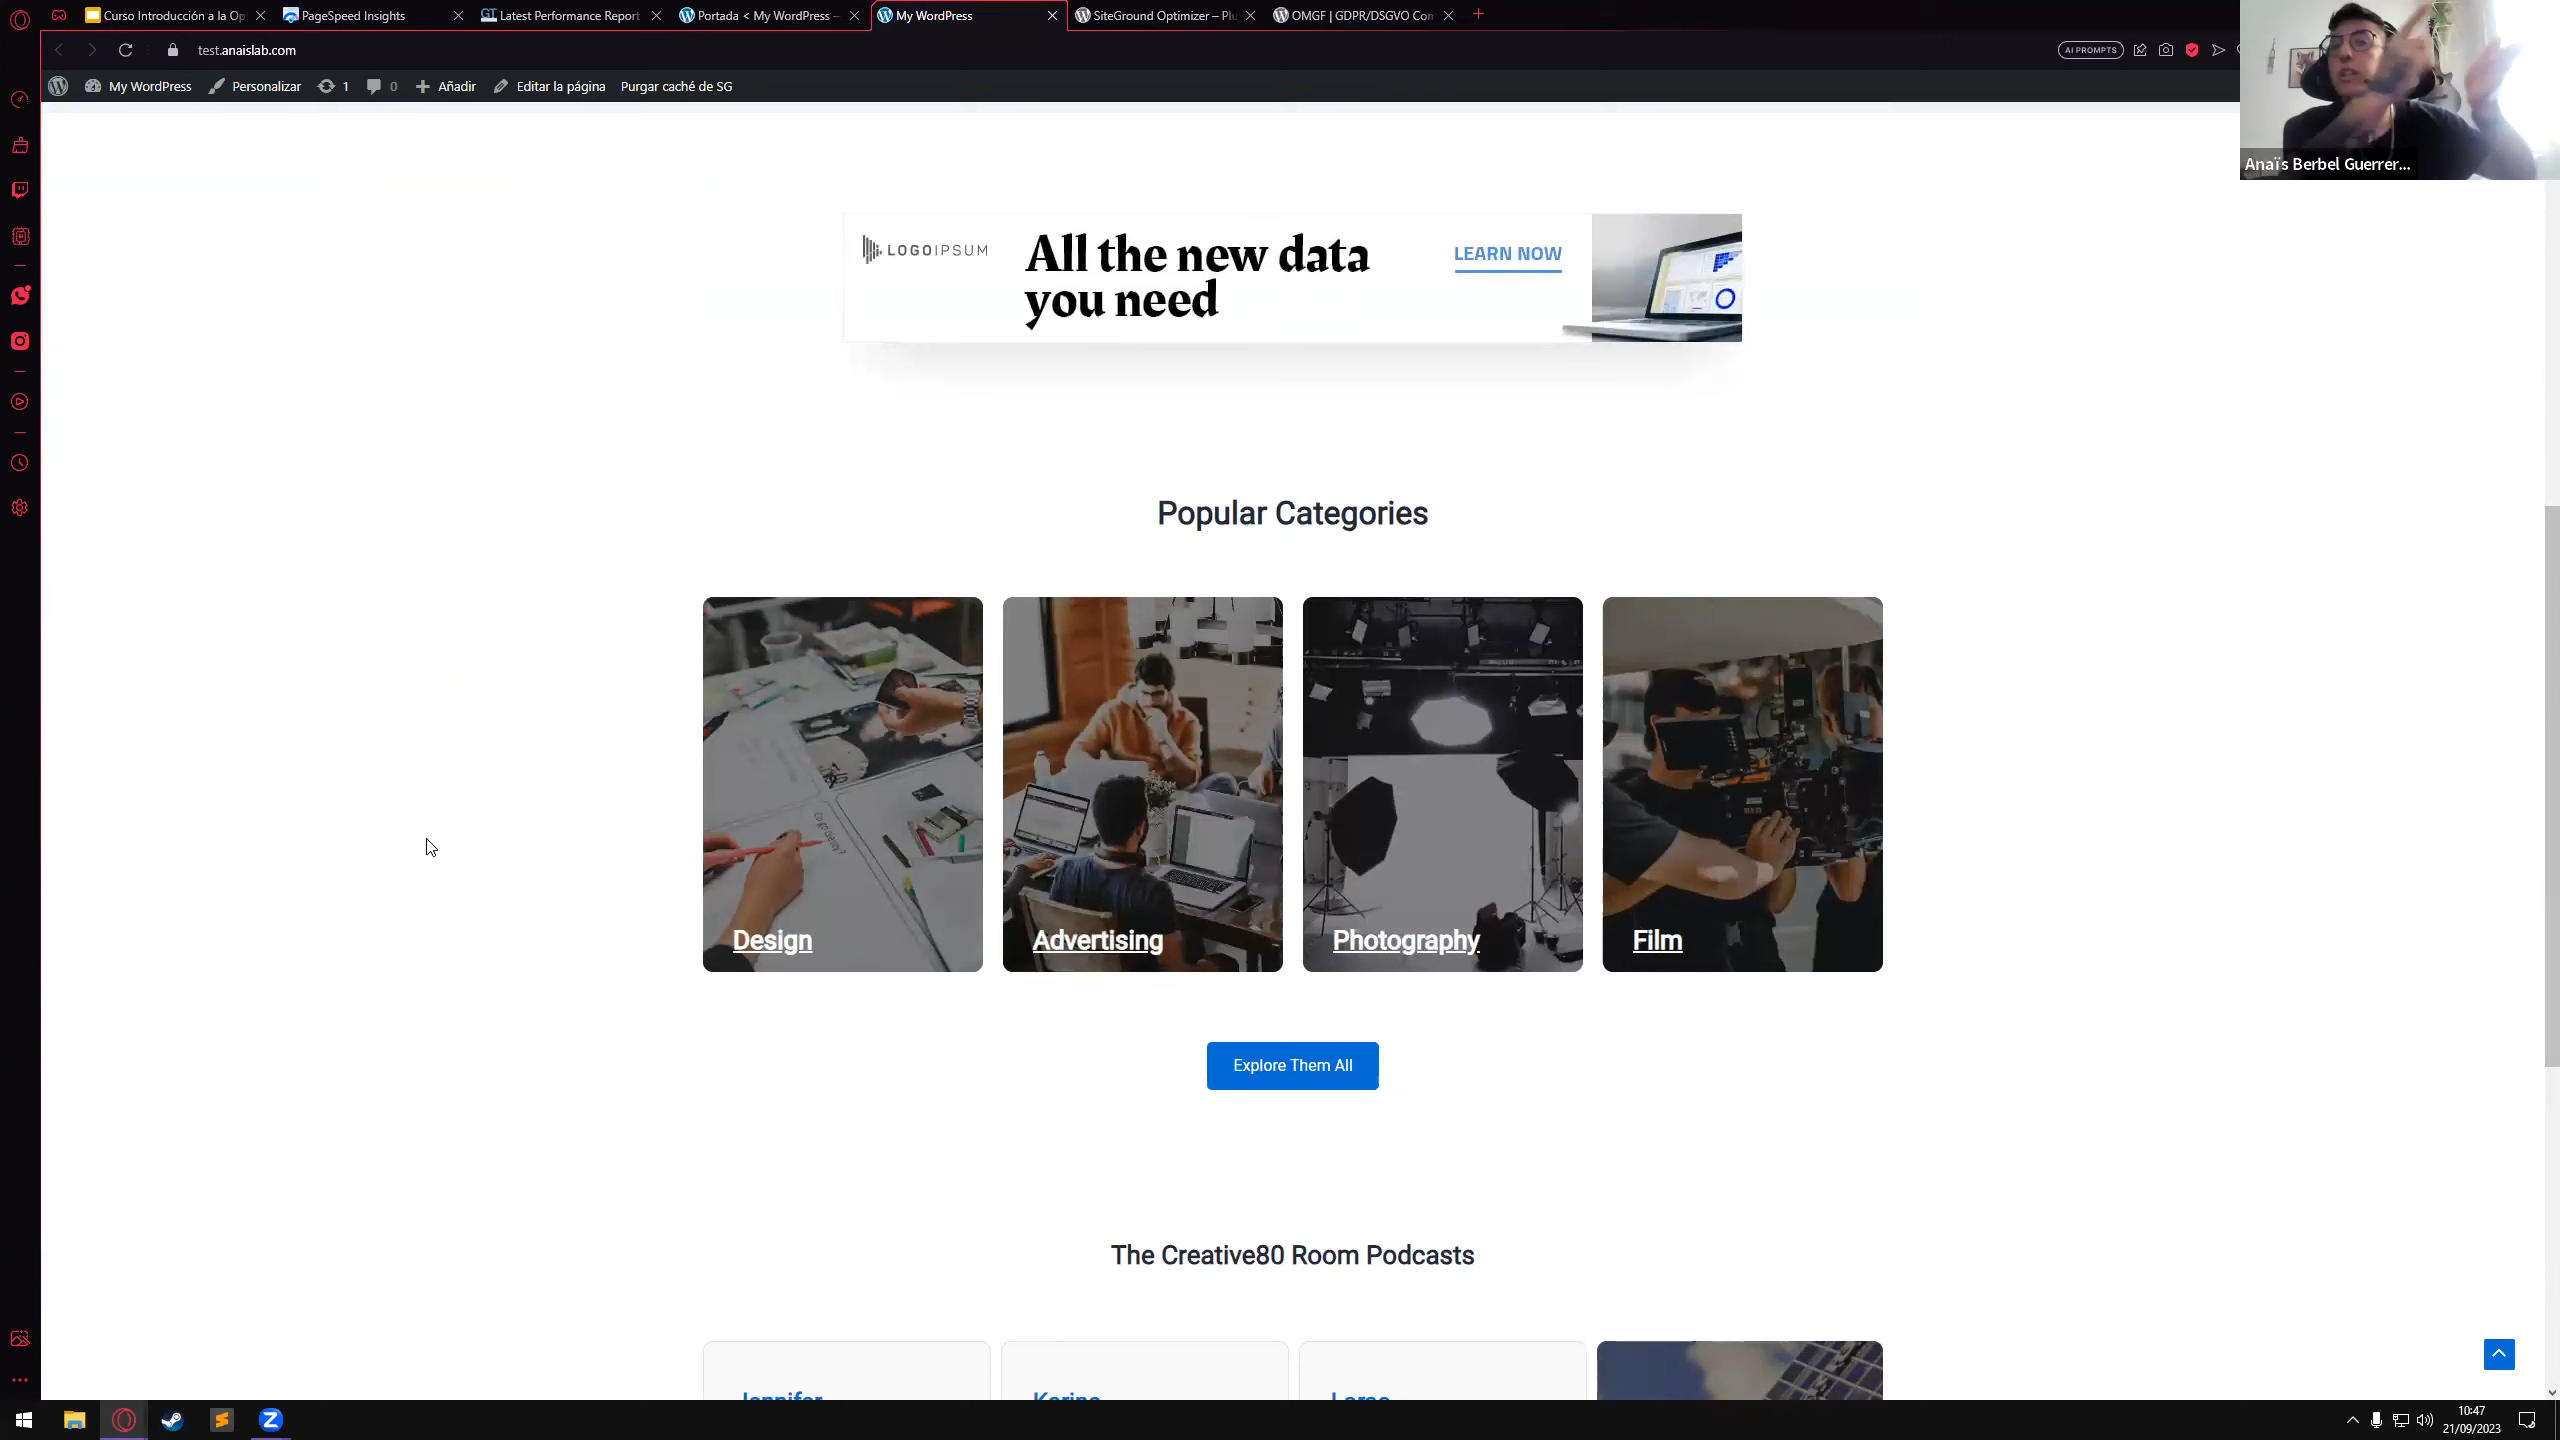 Curso Introducción a la Op
PageSpeed Insights
GT Latest Performance Report
Portada < My WordPress –
My WordPress
SiteGround Optimizer – Plu
OMGF | GDPR/DSGVO Com
test.anaislab.com
AI PROMPTS
My WordPress
Personalizar
1
0
Añadir
Editar la página
Purgar caché de SG
Anaïs Berbel Guerrer...
LOGOIPSUM
All the new data
you need
LEARN NOW
Popular Categories
Design
Advertising
Photography
Film
Explore Them All
The Creative80 Room Podcasts
Jennifer
10:47
21/09/2023